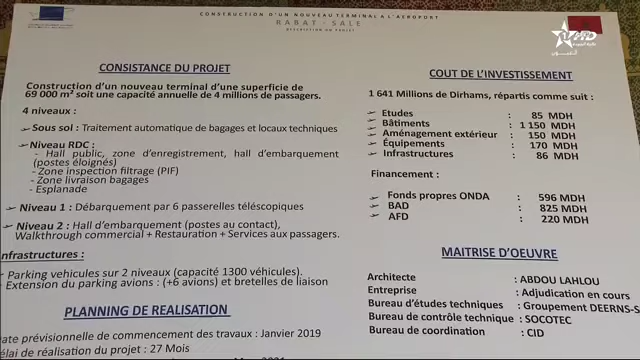 CONSTRUCTION D'UN NOUVEAU TERMINAL A L'AEROPORT
RABAT - SALE
DESCRIPTION DU PROJET
CONSISTANCE DU PROJET
Construction d'un nouveau terminal d'une superficie de
69 000 m² soit une capacité annuelle de 4 millions de passagers.
4 niveaux :
Sous sol : Traitement automatique de bagages et locaux techniques
Niveau RDC :
- Hall public, zone d'enregistrement, hall d'embarquement
(postes éloignés)
- Zone inspection filtrage (PIF)
- Zone livraison bagages
- Esplanade
Niveau 1 : Débarquement par 6 passerelles téléscopiques
Niveau 2 : Hall d'embarquement (postes au contact),
Walkthrough commercial + Restauration + Services aux passagers.
nfrastructures :
Parking vehicules sur 2 niveaux (capacité 1300 véhicules).
Extension du parking avions : (+6 avions) et bretelles de liaison
PLANNING DE REALISATION
ate prévisionnelle de commencement des travaux : Janvier 2019
élai de réalisation du projet : 27 Mois
COUT DE L'INVESTISSEMENT
1 641 Millions de Dirhams, répartis comme suit :
Etudes : 85 MDH
Bâtiments : 1 150 MDH
Aménagement extérieur : 150 MDH
Équipements : 170 MDH
Infrastructures : 86 MDH
Financement :
Fonds propres ONDA : 596 MDH
BAD : 825 MDH
AFD : 220 MDH
MAITRISE D'OEUVRE
Architecte : ABDOU LAHLOU
Entreprise : Adjudication en cours
Bureau d'études techniques : Groupement DEERNS-S
Bureau de contrôle technique : SOCOTEC
Bureau de coordination : CID